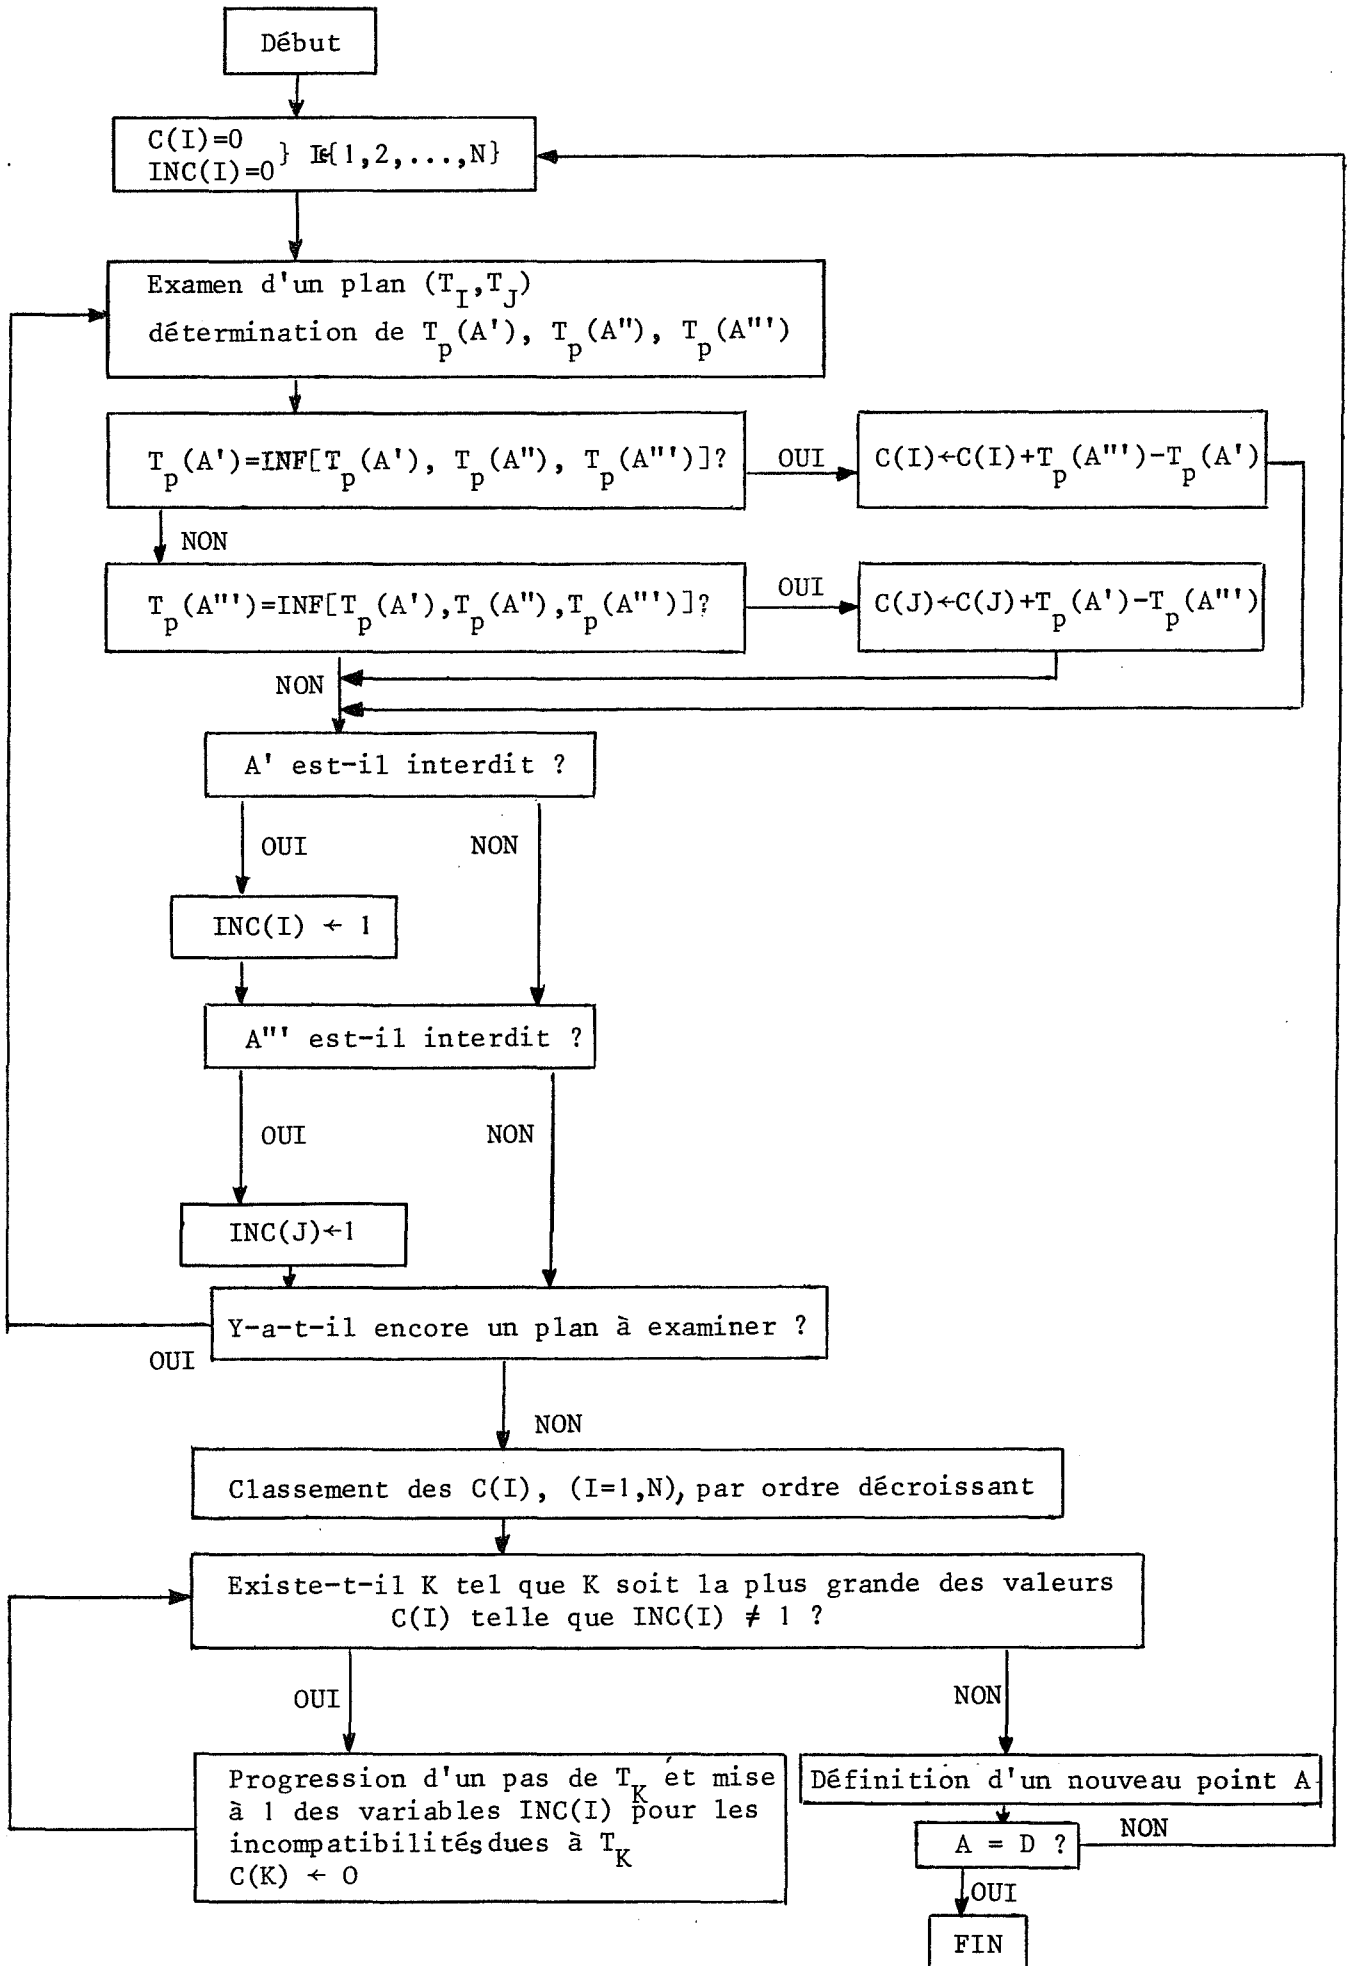 Début
C(I)=0
INC(I)=0 } I∈{1,2,...,N}
Examen d'un plan (T_I,T_J)
détermination de T_p(A'), T_p(A"), T_p(A"')
T_p(A')=INF[T_p(A'), T_p(A"), T_p(A"')]?
OUI
C(I)←C(I)+T_p(A"')-T_p(A')
NON
T_p(A"')=INF[T_p(A'),T_p(A"),T_p(A"')]?
OUI
C(J)←C(J)+T_p(A')-T_p(A"')
NON
A' est-il interdit ?
OUI
NON
INC(I) ← 1
A"' est-il interdit ?
OUI
NON
INC(J)←1
Y-a-t-il encore un plan à examiner ?
OUI
NON
Classement des C(I), (I=1,N), par ordre décroissant
Existe-t-il K tel que K soit la plus grande des valeurs
C(I) telle que INC(I) ≠ 1 ?
OUI
NON
Progression d'un pas de T_K et mise
à 1 des variables INC(I) pour les
incompatibilités dues à T_K
C(K) ← 0
Définition d'un nouveau point A
A = D ?
NON
OUI
FIN